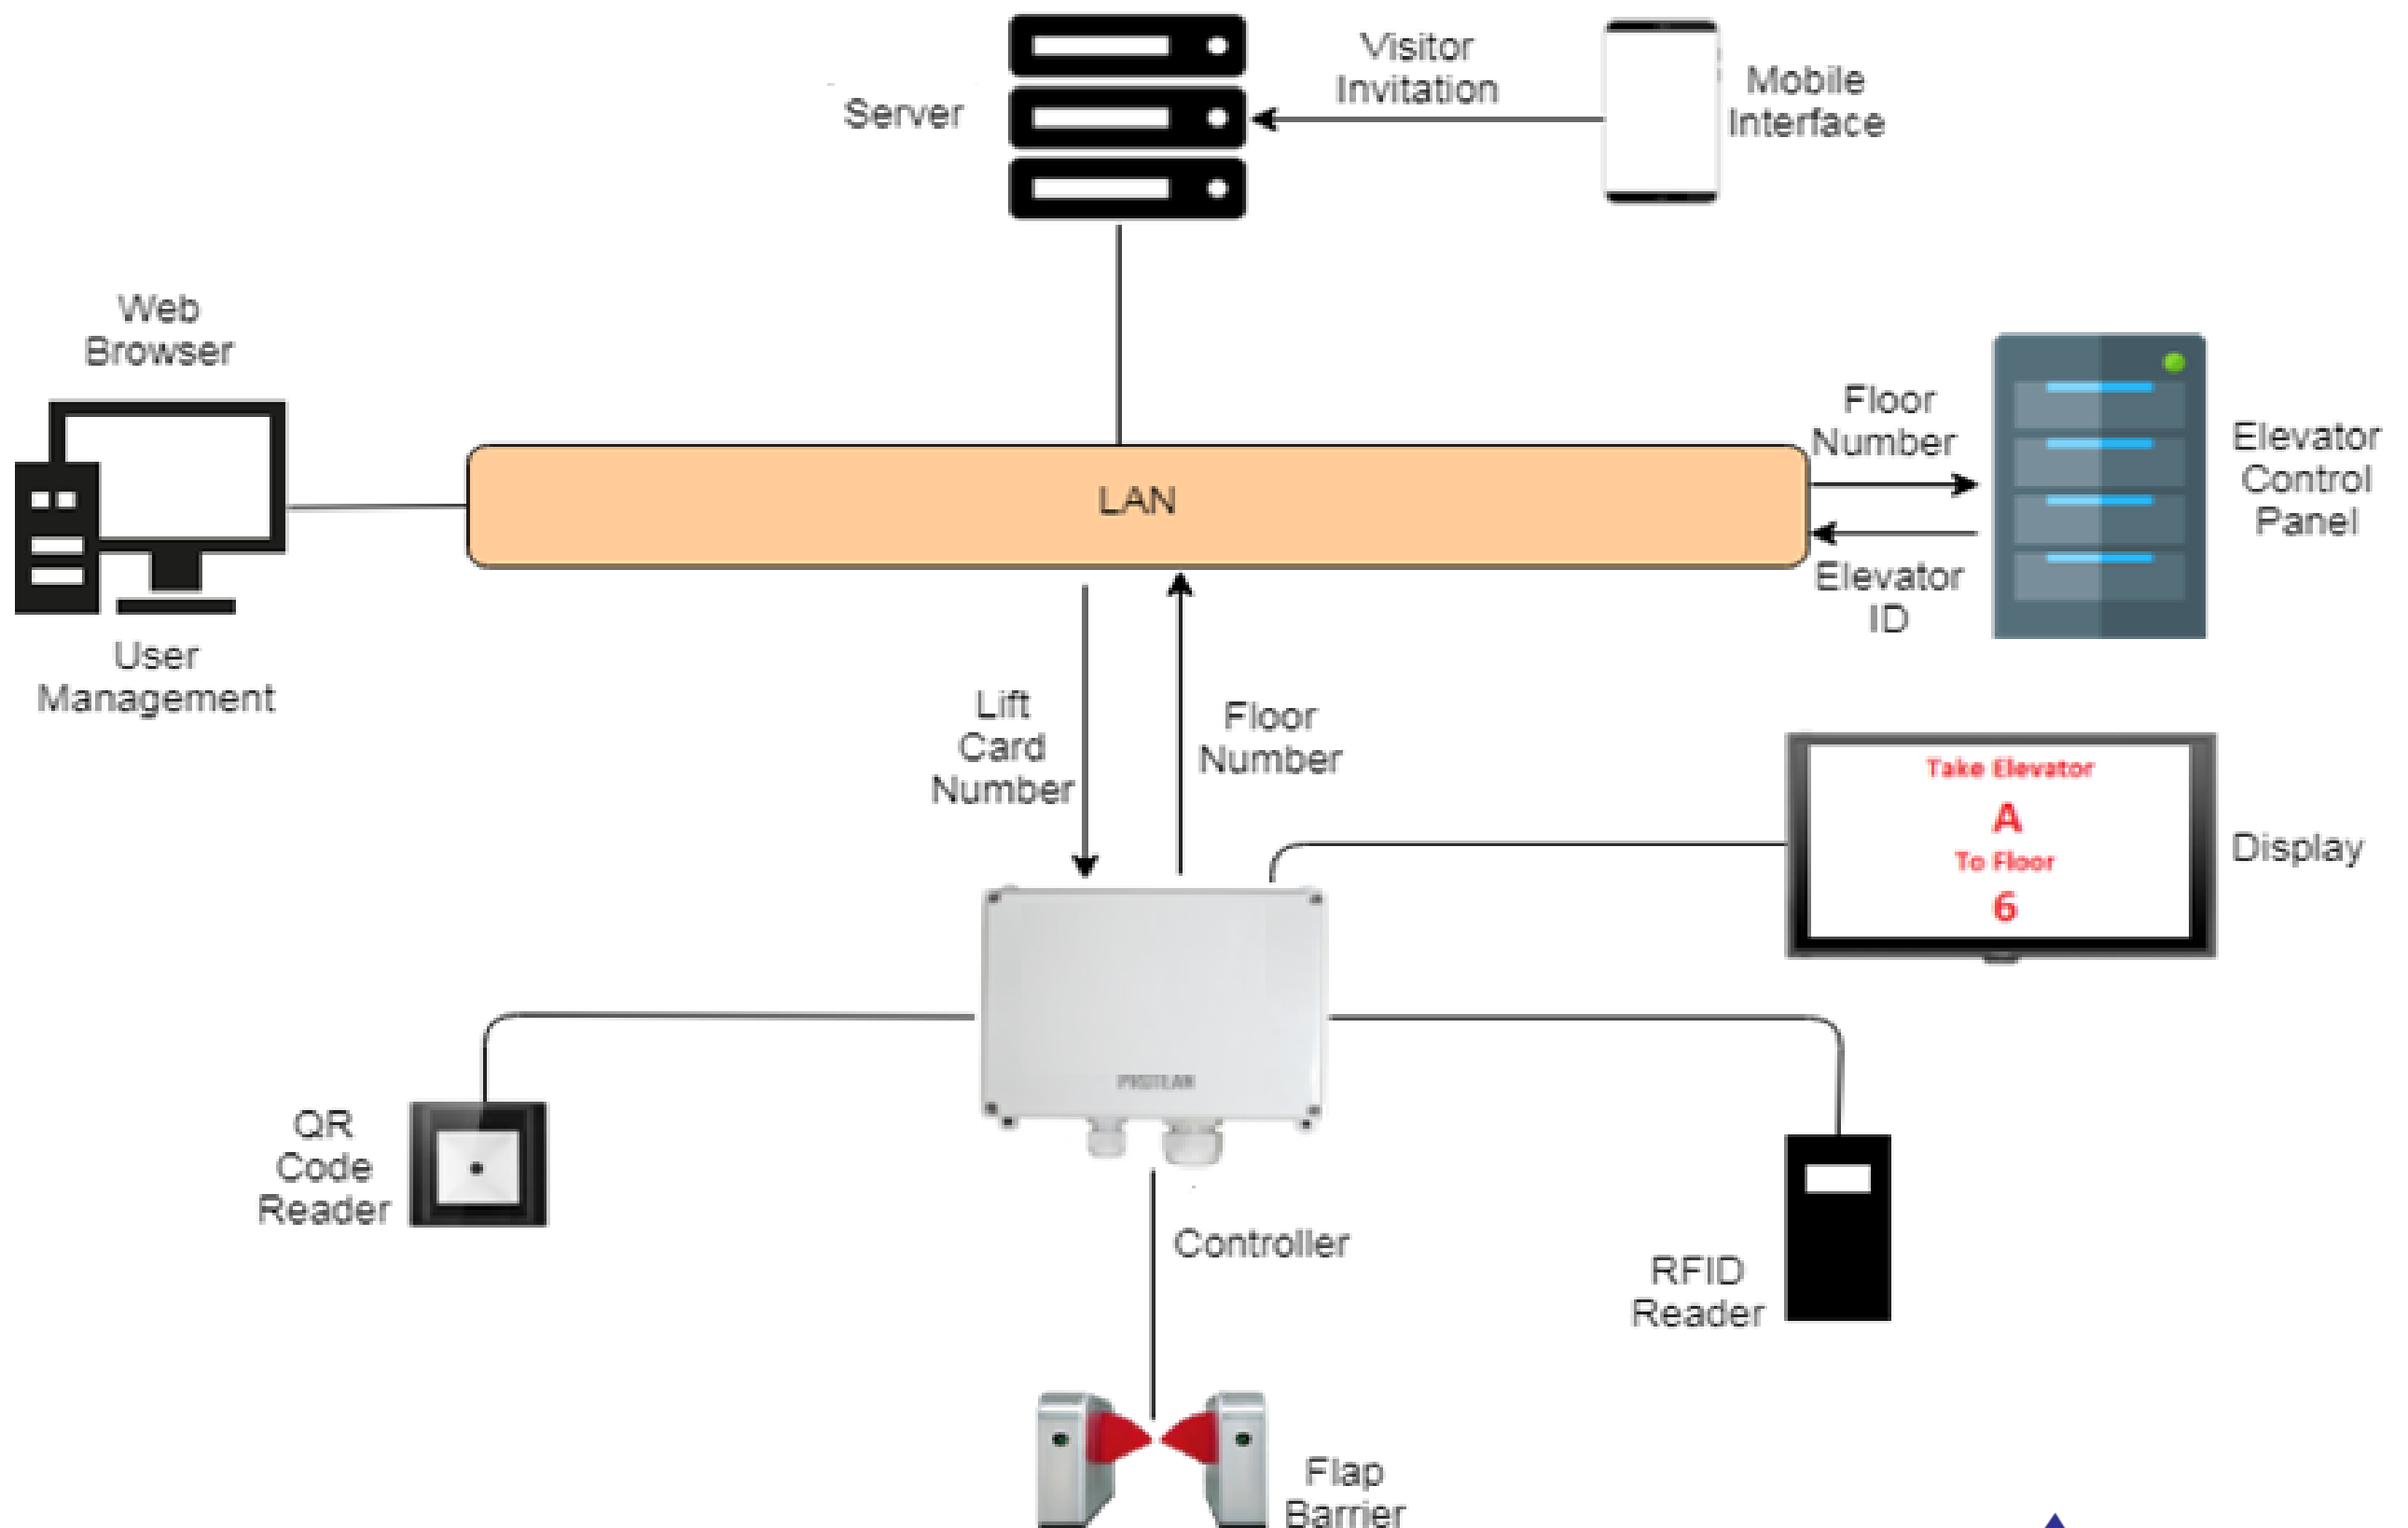 Visitor
Invitation
Mobile
Interface
Server
Web
Browser
User
Management
LAN
Floor
Number
Elevator
ID
Elevator
Control
Panel
Lift
Card
Number
Floor
Number
Take Elevator
A
To Floor
6
Display
PROTEAN
QR
Code
Reader
Controller
RFID
Reader
Flap
Barrier